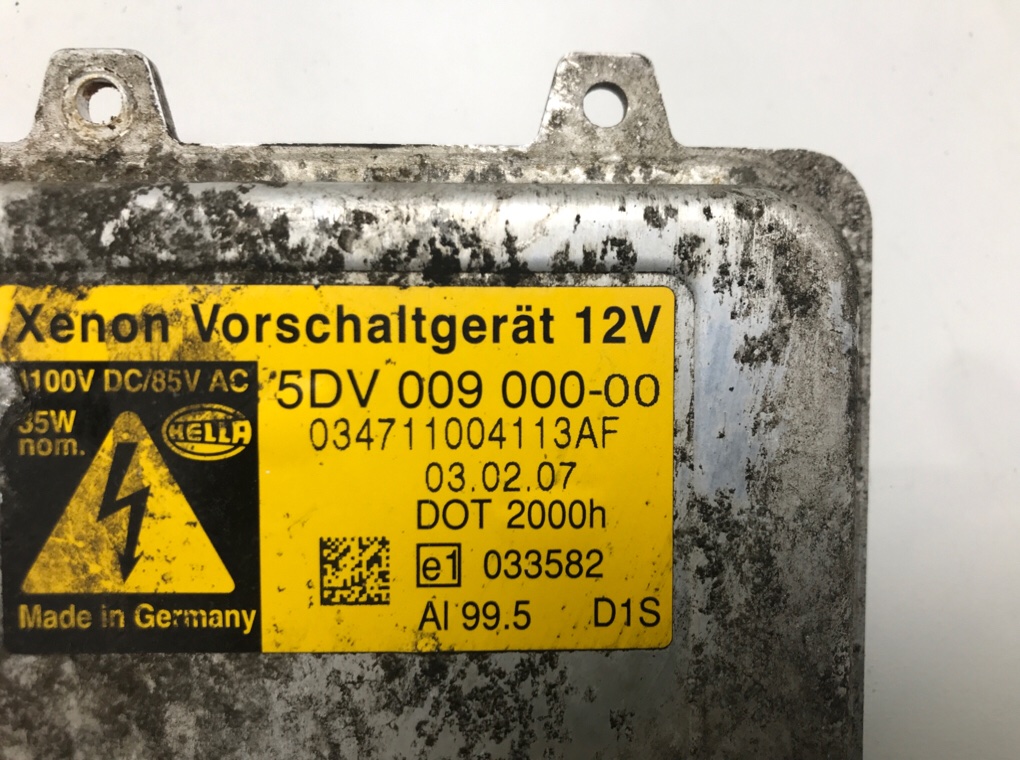 Xenon Vorschaltgerät 12V
1100V DC/85V AC
5DV 009 000-00
35W
nom.
HELLA
034711004113AF
03.02.07
DOT 2000h
e1 033582
Made in Germany
Al 99.5 D1S